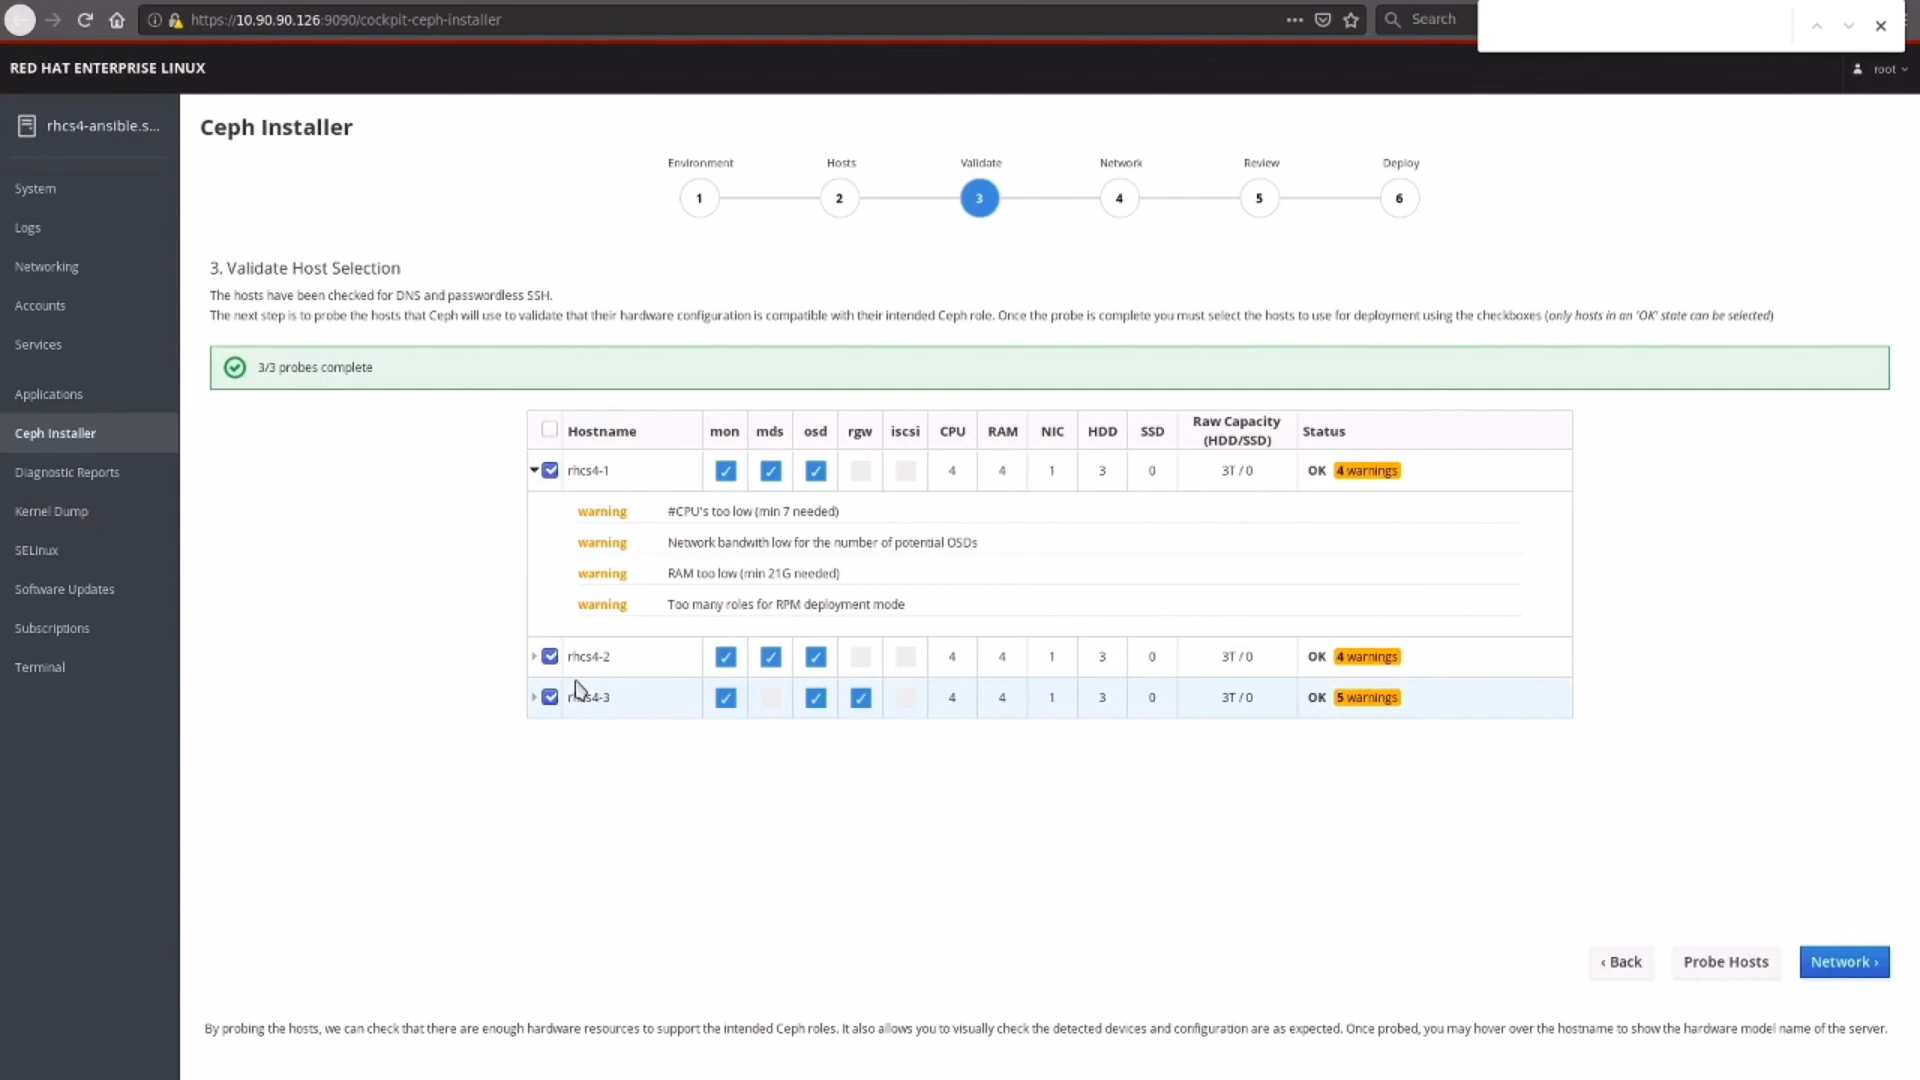 https://10.90.90.126:9090/cockpit-ceph-installer
Search
RED HAT ENTERPRISE LINUX
root
rhcs4-ansible.s...
System
Logs
Networking
Accounts
Services
Applications
Ceph Installer
Diagnostic Reports
Kernel Dump
SELinux
Software Updates
Subscriptions
Terminal
Ceph Installer
Environment Hosts Validate Network Review Deploy
1 2 3 4 5 6
3. Validate Host Selection
The hosts have been checked for DNS and passwordless SSH.
The next step is to probe the hosts that Ceph will use to validate that their hardware configuration is compatible with their intended Ceph role. Once the probe is complete you must select the hosts to use for deployment using the checkboxes (only hosts in an 'OK' state can be selected)
3/3 probes complete
Hostname mon mds osd rgw iscsi CPU RAM NIC HDD SSD Raw Capacity (HDD/SSD) Status
rhcs4-1 4 4 1 3 0 3T / 0 OK 4 warnings
warning #CPU's too low (min 7 needed)
warning Network bandwith low for the number of potential OSDs
warning RAM too low (min 21G needed)
warning Too many roles for RPM deployment mode
rhcs4-2 4 4 1 3 0 3T / 0 OK 4 warnings
rhcs4-3 4 4 1 3 0 3T / 0 OK 5 warnings
‹ Back Probe Hosts Network ›
By probing the hosts, we can check that there are enough hardware resources to support the intended Ceph roles. It also allows you to visually check the detected devices and configuration are as expected. Once probed, you may hover over the hostname to show the hardware model name of the server.